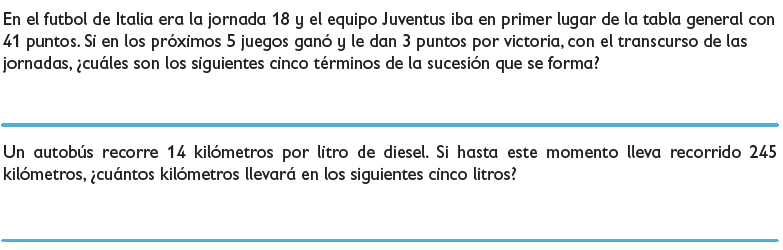 En el futbol de Italia era la jornada 18 y el equipo Juventus iba en primer lugar de la tabla general con
41 puntos. Si en los próximos 5 juegos ganó y le dan 3 puntos por victoria, con el transcurso de las
jornadas, ¿cuáles son los siguientes cinco términos de la sucesión que se forma?
Un autobús recorre 14 kilómetros por litro de diesel. Si hasta este momento lleva recorrido 245
kilómetros, ¿cuántos kilómetros llevará en los siguientes cinco litros?